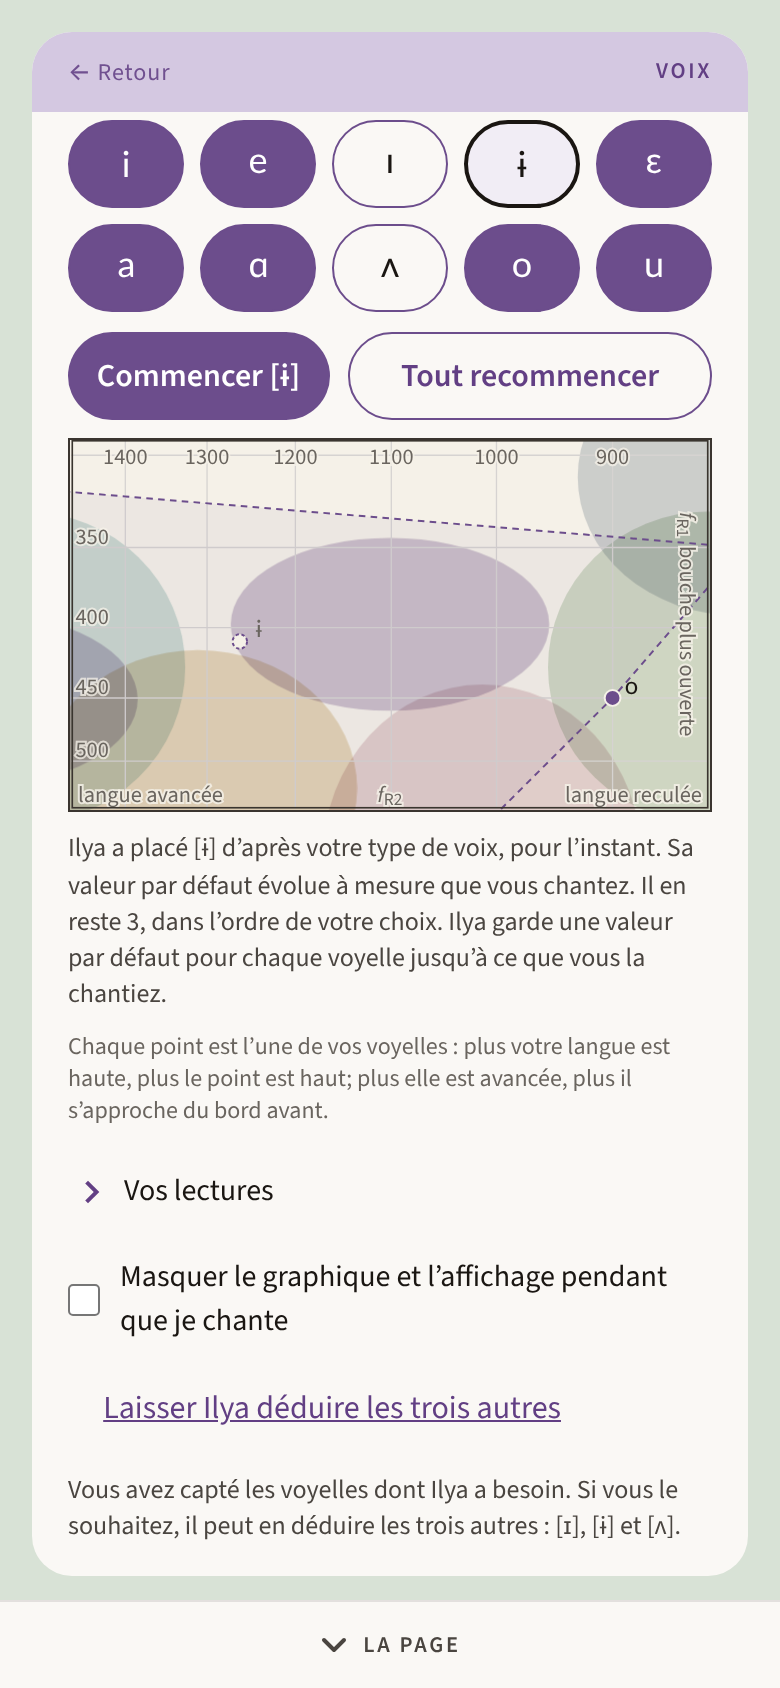 ← Retour
VOIX
i e ɪ ɨ ɛ
a ɑ ʌ o u
Commencer [ɨ]
Tout recommencer
1400 1300 1200 1100 1000 900
350
400
450
500
ɨ
o
fR1 bouche plus ouverte
langue avancée
fR2
langue reculée
Ilya a placé [ɨ] d’après votre type de voix, pour l’instant. Sa
valeur par défaut évolue à mesure que vous chantez. Il en
reste 3, dans l’ordre de votre choix. Ilya garde une valeur
par défaut pour chaque voyelle jusqu’à ce que vous la
chantiez.
Chaque point est l’une de vos voyelles : plus votre langue est
haute, plus le point est haut; plus elle est avancée, plus il
s’approche du bord avant.
Vos lectures
Masquer le graphique et l’affichage pendant
que je chante
Laisser Ilya déduire les trois autres
Vous avez capté les voyelles dont Ilya a besoin. Si vous le
souhaitez, il peut en déduire les trois autres : [ɪ], [ɨ] et [ʌ].
LA PAGE